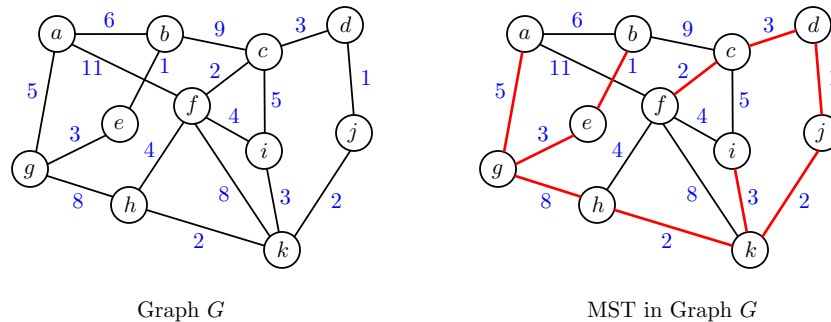 6 9 3
a b c d
11 1 2 1
5 f 5
e 4 j
3 i
g 4 8 3 2
8 h
2 k
Graph G
6 9 3
a b c d
11 1 2
5 f 5
e 4 j
3 i
g 4 8 3 2
8 h
2 k
MST in Graph G